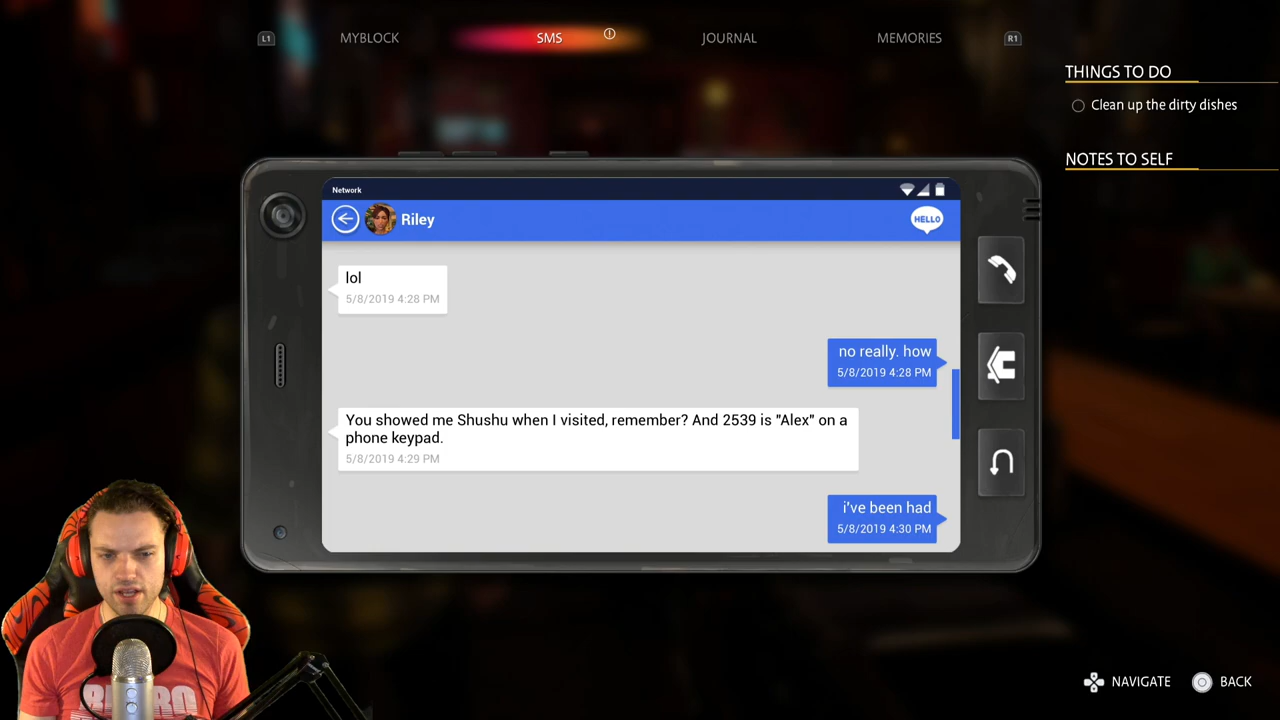 L1
MYBLOCK
SMS
JOURNAL
MEMORIES
R1
THINGS TO DO
Clean up the dirty dishes
NOTES TO SELF
Network
Riley
HELLO
lol
5/8/2019 4:28 PM
no really. how
5/8/2019 4:28 PM
You showed me Shushu when I visited, remember? And 2539 is "Alex" on a
phone keypad.
5/8/2019 4:29 PM
i've been had
5/8/2019 4:30 PM
NAVIGATE
BACK